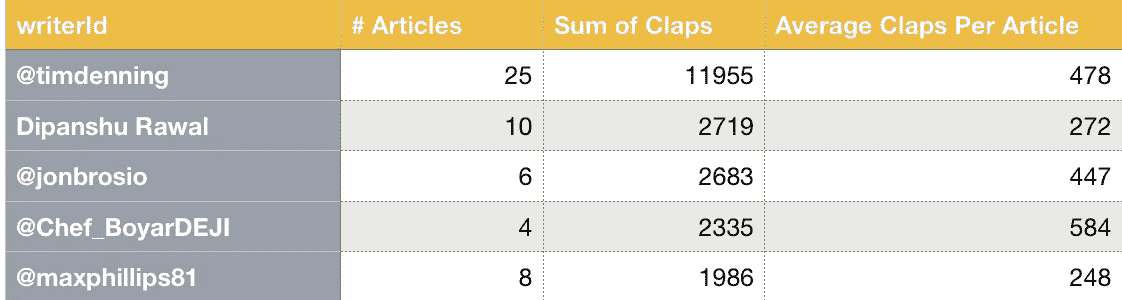 writerId # Articles Sum of Claps Average Claps Per Article
@timdenning 25 11955 478
Dipanshu Rawal 10 2719 272
@jonbrosio 6 2683 447
@Chef_BoyarDEJI 4 2335 584
@maxphillips81 8 1986 248